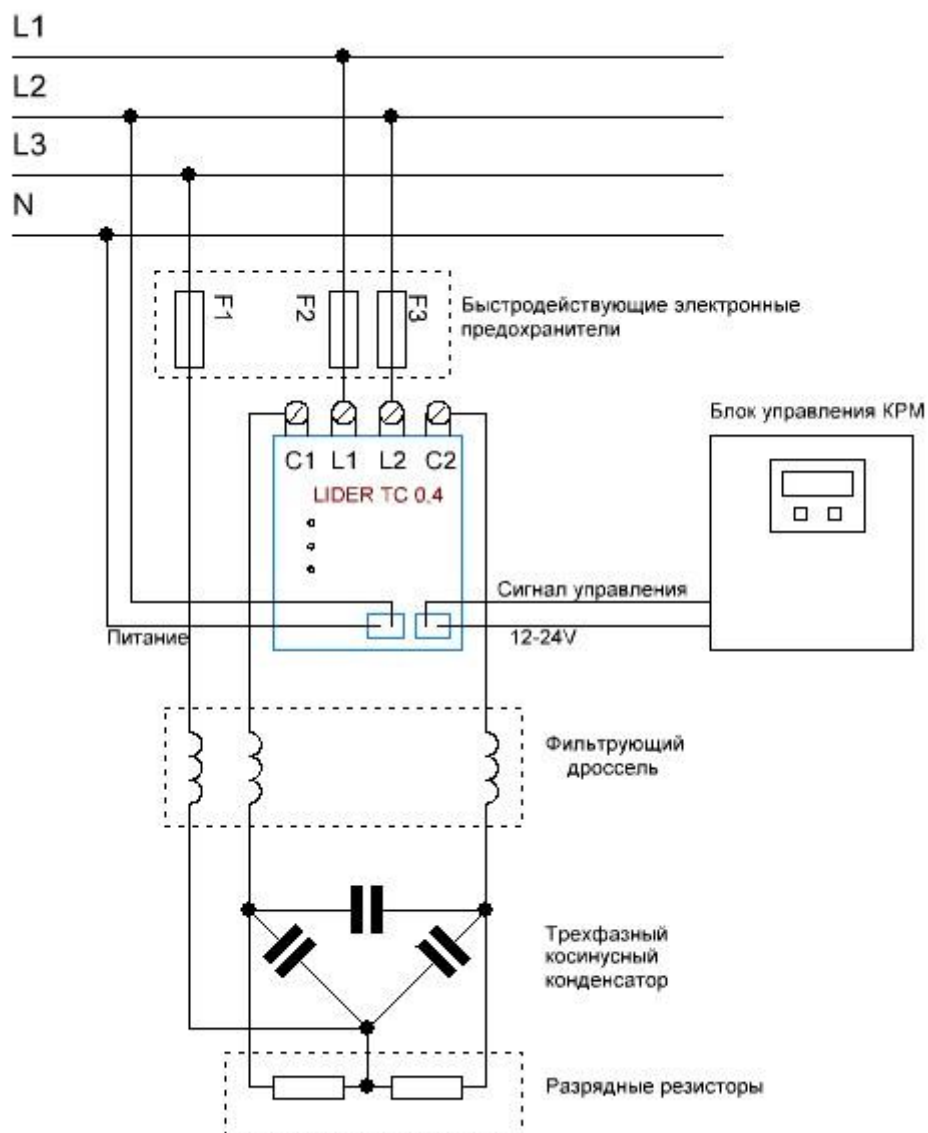 L1
L2
L3
N
F1
F2
F3
Быстродействующие электронные
предохранители
Блок управления КРМ
C1 L1 L2 C2
LIDER TC 0,4
Сигнал управления
Питание
12-24V
Фильтрующий
дроссель
Трехфазный
косинусный
конденсатор
Разрядные резисторы